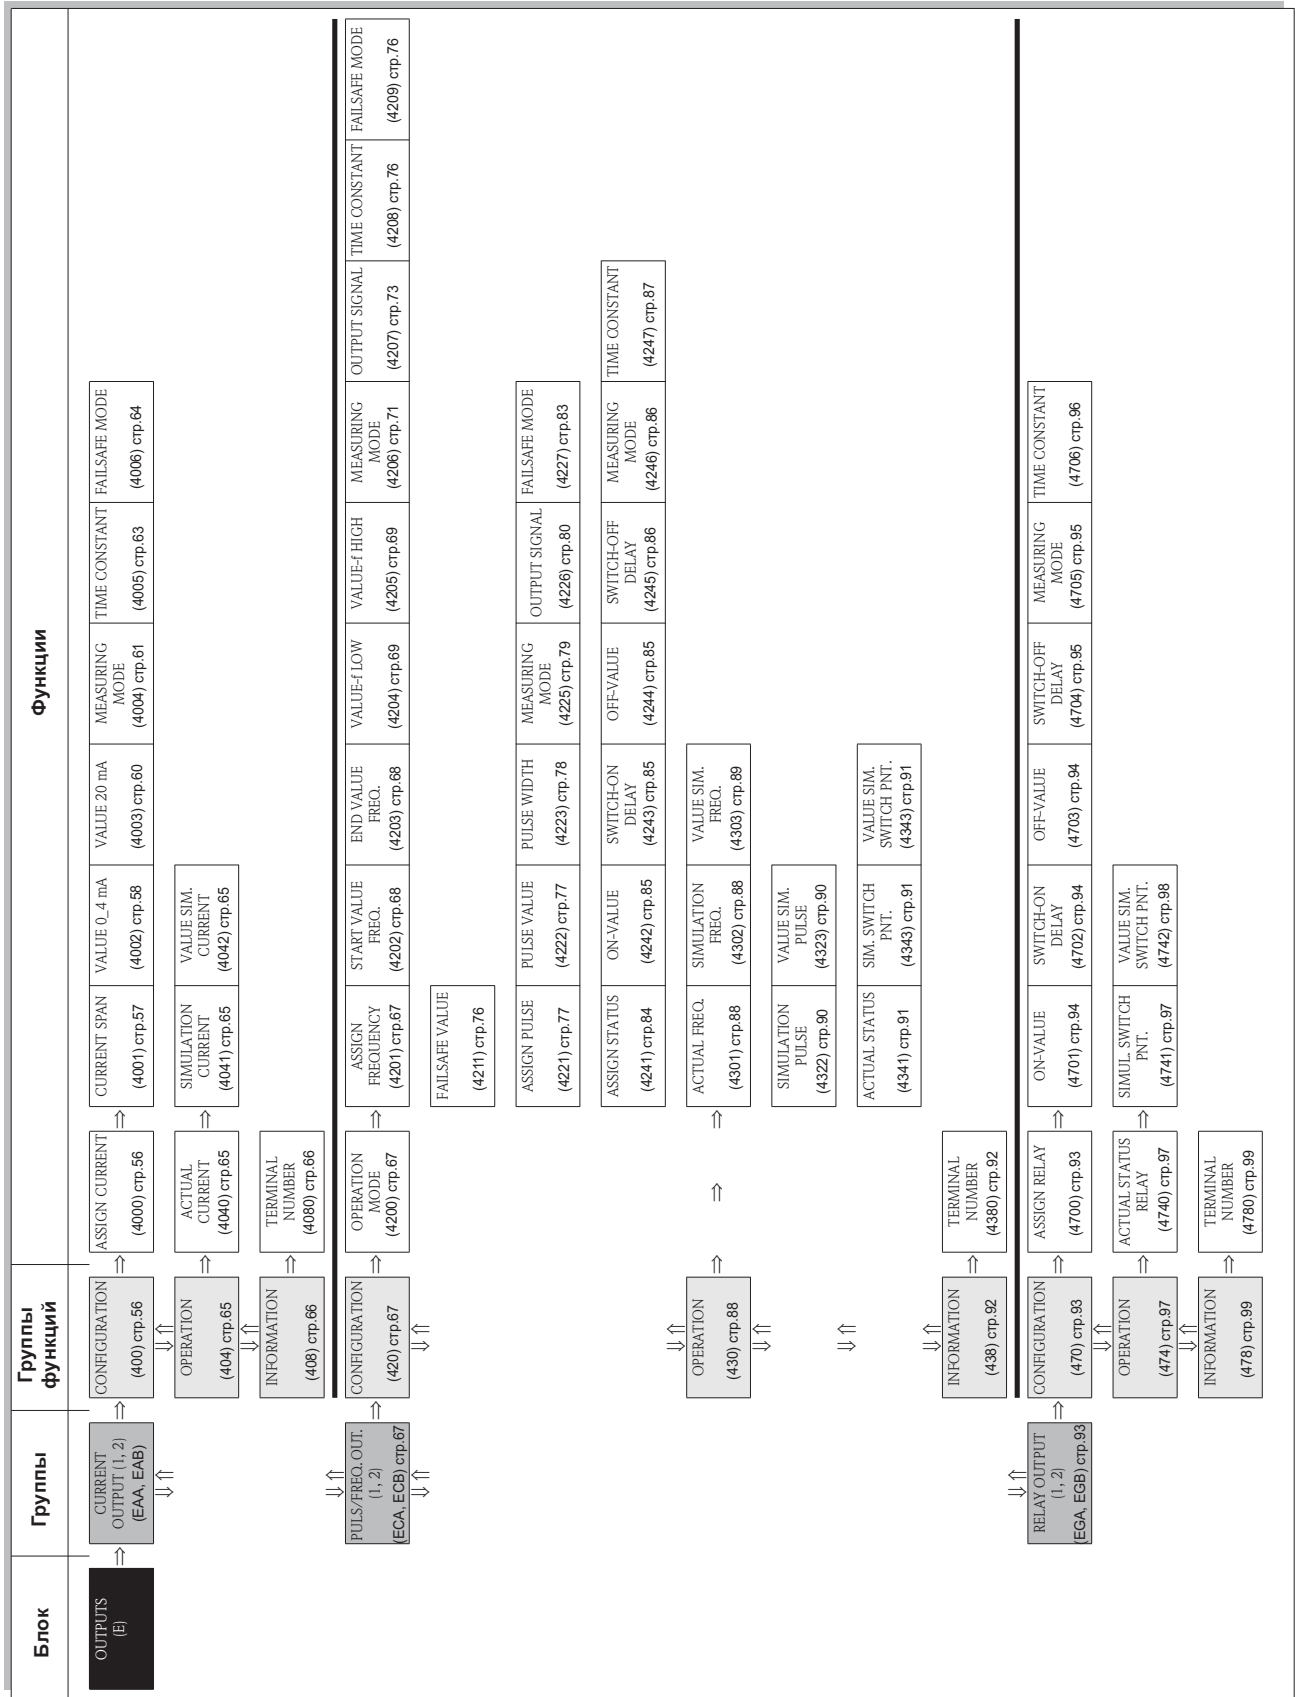 Блок
Группы
Группы
функций
Функции
OUTPUTS
(E)
CURRENT
OUTPUT (1, 2)
(EAA, EAB)
CONFIGURATION
(400) стр.56
ASSIGN CURRENT
(4000) стр.56
CURRENT SPAN
(4001) стр.57
VALUE 0_4 mA
(4002) стр.58
VALUE 20 mA
(4003) стр.60
MEASURING
MODE
(4004) стр.61
TIME CONSTANT
(4005) стр.63
FAILSAFE MODE
(4006) стр.64
OPERATION
(404) стр.65
ACTUAL
CURRENT
(4040) стр.65
SIMULATION
CURRENT
(4041) стр.65
VALUE SIM.
CURRENT
(4042) стр.65
INFORMATION
(408) стр.66
TERMINAL
NUMBER
(4080) стр.66
PULS/FREQ. OUT.
(1, 2)
(ECA, ECB) стр.67
CONFIGURATION
(420) стр.67
OPERATION
MODE
(4200) стр.67
ASSIGN
FREQUENCY
(4201) стр.67
START VALUE
FREQ.
(4202) стр.68
END VALUE
FREQ.
(4203) стр.68
VALUE-f LOW
(4204) стр.69
VALUE-f HIGH
(4205) стр.69
MEASURING
MODE
(4206) стр.71
OUTPUT SIGNAL
(4207) стр.73
TIME CONSTANT
(4208) стр.76
FAILSAFE MODE
(4209) стр.76
FAILSAFE VALUE
(4211) стр.76
ASSIGN PULSE
(4221) стр.77
PULSE VALUE
(4222) стр.77
PULSE WIDTH
(4223) стр.78
MEASURING
MODE
(4225) стр.79
OUTPUT SIGNAL
(4226) стр.80
FAILSAFE MODE
(4227) стр.83
ASSIGN STATUS
(4241) стр.84
ON-VALUE
(4242) стр.85
SWITCH-ON
DELAY
(4243) стр.85
OFF-VALUE
(4244) стр.85
SWITCH-OFF
DELAY
(4245) стр.86
MEASURING
MODE
(4246) стр.86
TIME CONSTANT
(4247) стр.87
OPERATION
(430) стр.88
ACTUAL FREQ.
(4301) стр.88
SIMULATION
FREQ.
(4302) стр.88
VALUE SIM.
FREQ.
(4303) стр.89
SIMULATION
PULSE
(4322) стр.90
VALUE SIM.
PULSE
(4323) стр.90
ACTUAL STATUS
(4341) стр.91
SIM. SWITCH
PNT.
(4343) стр.91
VALUE SIM.
SWITCH PNT.
(4343) стр.91
INFORMATION
(438) стр.92
TERMINAL
NUMBER
(4380) стр.92
RELAY OUTPUT
(1, 2)
(EGA, EGB) стр.93
CONFIGURATION
(470) стр.93
ASSIGN RELAY
(4700) стр.93
ON-VALUE
(4701) стр.94
SWITCH-ON
DELAY
(4702) стр.94
OFF-VALUE
(4703) стр.94
SWITCH-OFF
DELAY
(4704) стр.95
MEASURING
MODE
(4705) стр.95
TIME CONSTANT
(4706) стр.96
OPERATION
(474) стр.97
ACTUAL STATUS
RELAY
(4740) стр.97
SIMUL. SWITCH
PNT.
(4741) стр.97
VALUE SIM.
SWITCH PNT.
(4742) стр.98
INFORMATION
(478) стр.99
TERMINAL
NUMBER
(4780) стр.99